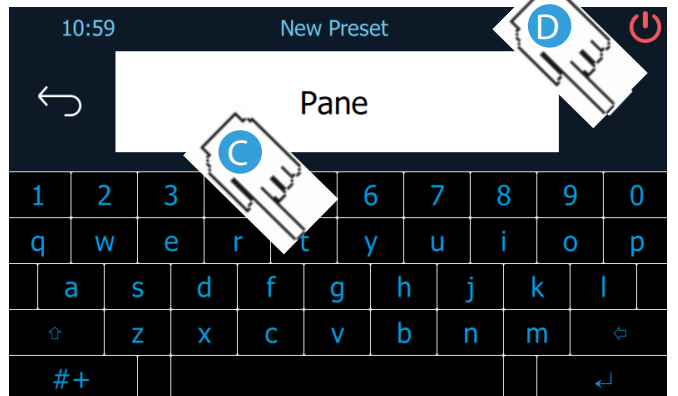 10:59 New Preset
D
Pane
C
1 2 3 6 7 8 9 0
q w e r t y u i o p
a s d f g h j k l
z x c v b n m
#+